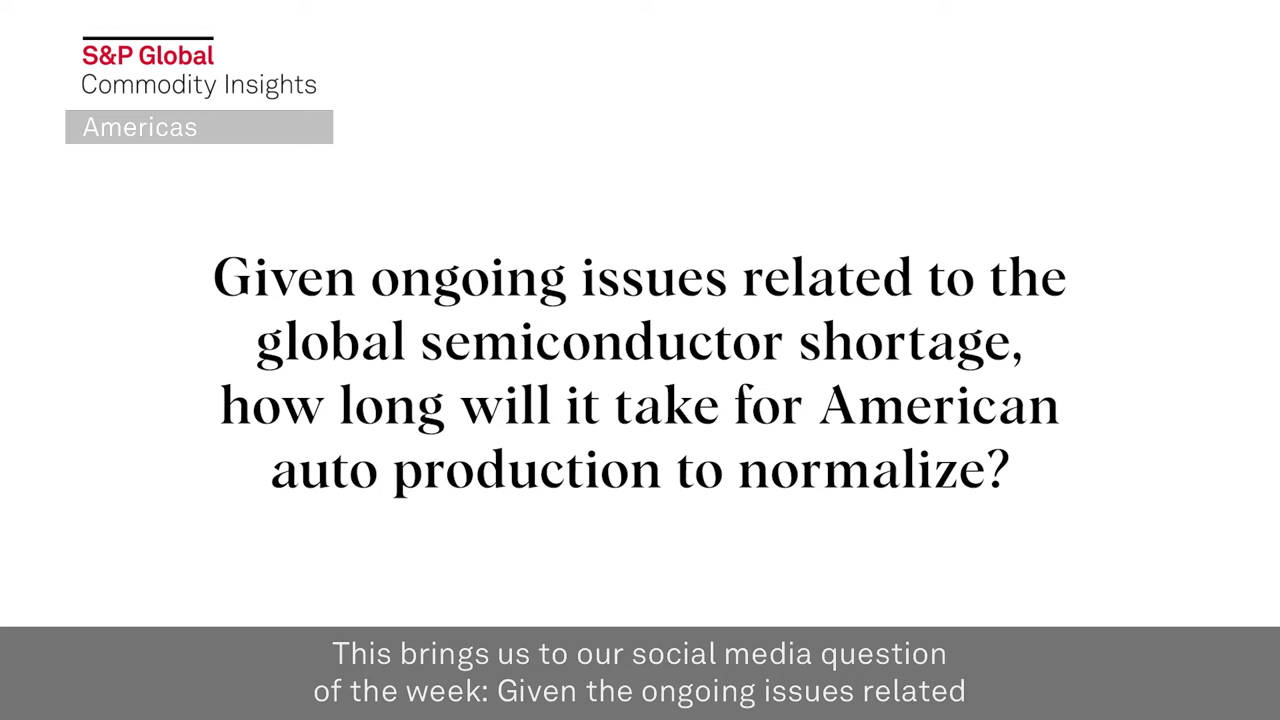 S&P Global
Commodity Insights
Americas
Given ongoing issues related to the
global semiconductor shortage,
how long will it take for American
auto production to normalize?
This brings us to our social media question
of the week: Given the ongoing issues related